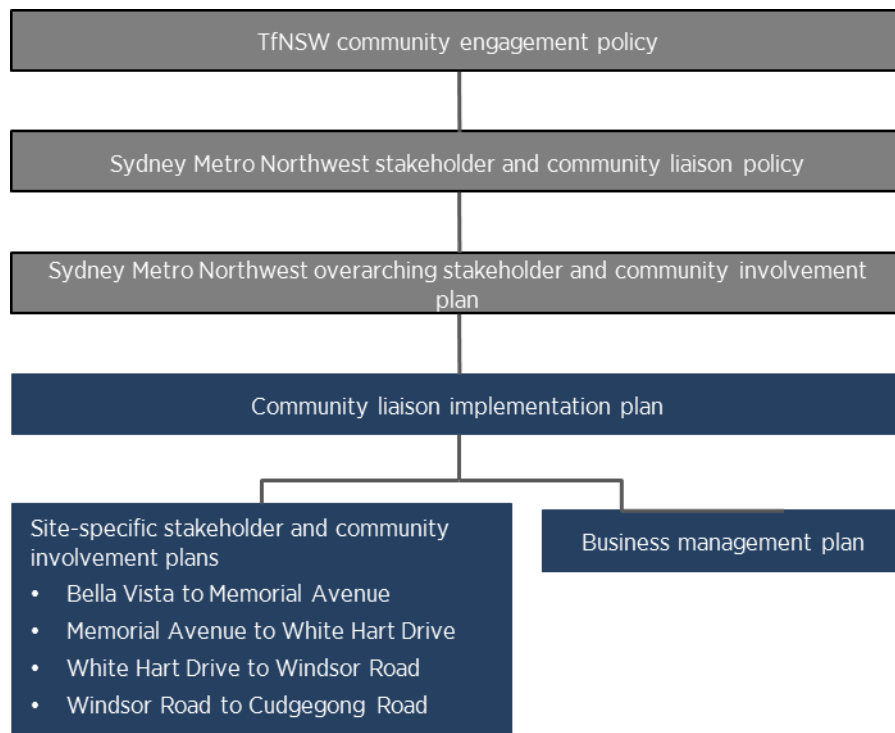 TfNSW community engagement policy
Sydney Metro Northwest stakeholder and community liaison policy
Sydney Metro Northwest overarching stakeholder and community involvement
plan
Community liaison implementation plan
Site-specific stakeholder and community
involvement plans
• Bella Vista to Memorial Avenue
• Memorial Avenue to White Hart Drive
• White Hart Drive to Windsor Road
• Windsor Road to Cudgegong Road
Business management plan